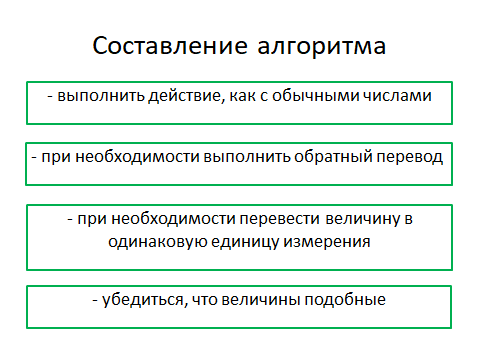 Составление алгоритма
- выполнить действие, как с обычными числами
- при необходимости выполнить обратный перевод
- при необходимости перевести величину в
одинаковую единицу измерения
- убедиться, что величины подобные